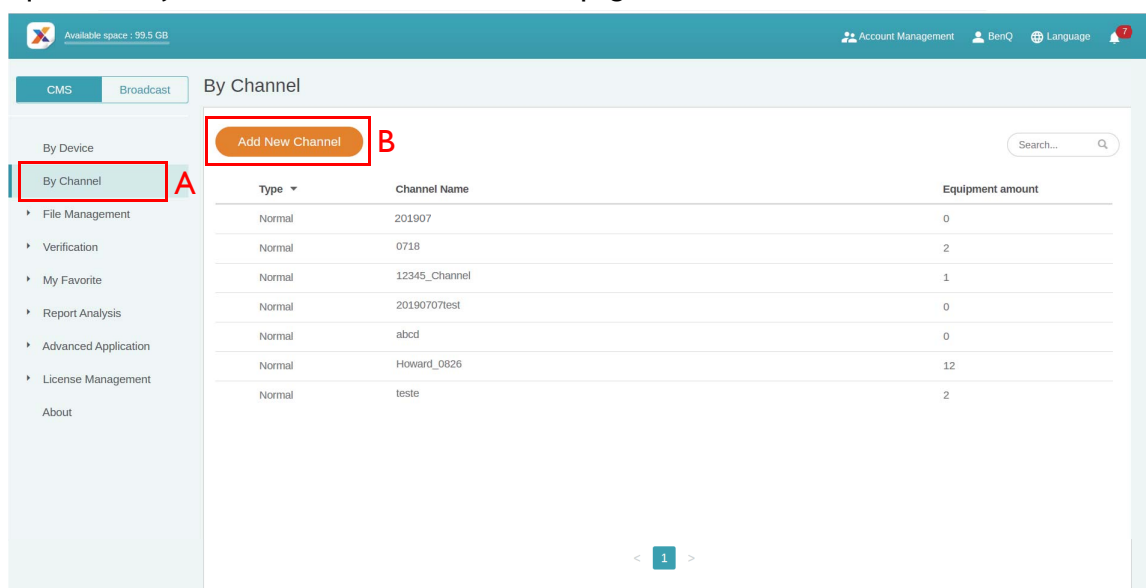 Available space : 99.5 GB
Account Management BenQ Language 7
CMS Broadcast
By Channel
By Device
By Channel
A
File Management
Verification
My Favorite
Report Analysis
Advanced Application
License Management
About
Add New Channel
B
Search...
Type Channel Name Equipment amount
Normal 201907 0
Normal 0718 2
Normal 12345_Channel 1
Normal 20190707test 0
Normal abcd 0
Normal Howard_0826 12
Normal teste 2
< 1 >